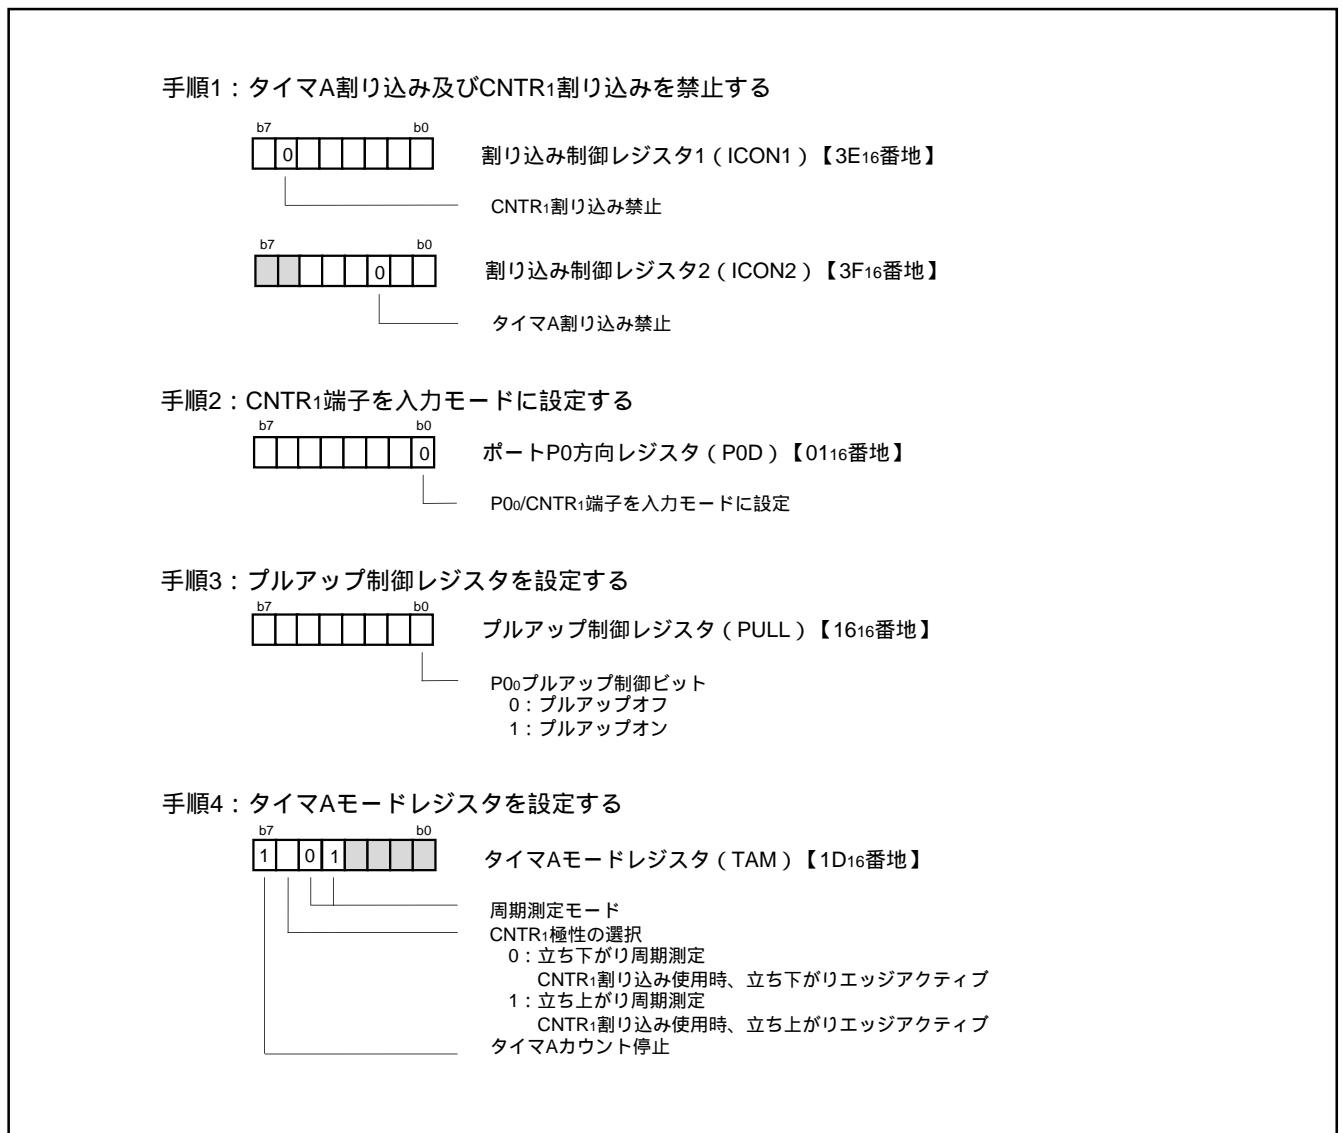 手順1：タイマA割り込み及びCNTR1割り込みを禁止する
b7 b0
0
割り込み制御レジスタ1（ICON1）【3E16番地】
CNTR1割り込み禁止
b7 b0
0
割り込み制御レジスタ2（ICON2）【3F16番地】
タイマA割り込み禁止
手順2：CNTR1端子を入力モードに設定する
b7 b0
0
ポートP0方向レジスタ（P0D）【0116番地】
P00/CNTR1端子を入力モードに設定
手順3：プルアップ制御レジスタを設定する
b7 b0
プルアップ制御レジスタ（PULL）【1616番地】
P00プルアップ制御ビット
0：プルアップオフ
1：プルアップオン
手順4：タイマAモードレジスタを設定する
b7 b0
1 0 1
タイマAモードレジスタ（TAM）【1D16番地】
周期測定モード
CNTR1極性の選択
0：立ち下がり周期測定
CNTR1割り込み使用時、立ち下がりエッジアクティブ
1：立ち上がり周期測定
CNTR1割り込み使用時、立ち上がりエッジアクティブ
タイマAカウント停止